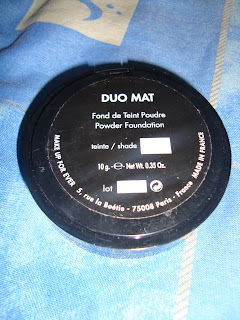 DUO MAT
Fond de Teint Poudre
Powder Foundation
teinte / shade
10 g. - ℮ - Net Wt. 0.35 Oz.
lot
MAKE UP FOR EVER 5, rue la Boétie - 75008 Paris - France MADE IN FRANCE